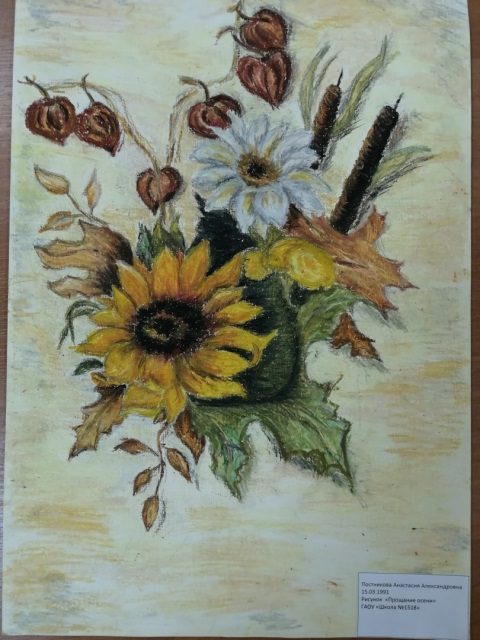 Постникова Анастасия Александровна
15.03.1991
Рисунок «Прощание осени»
ГАОУ «Школа №1518»